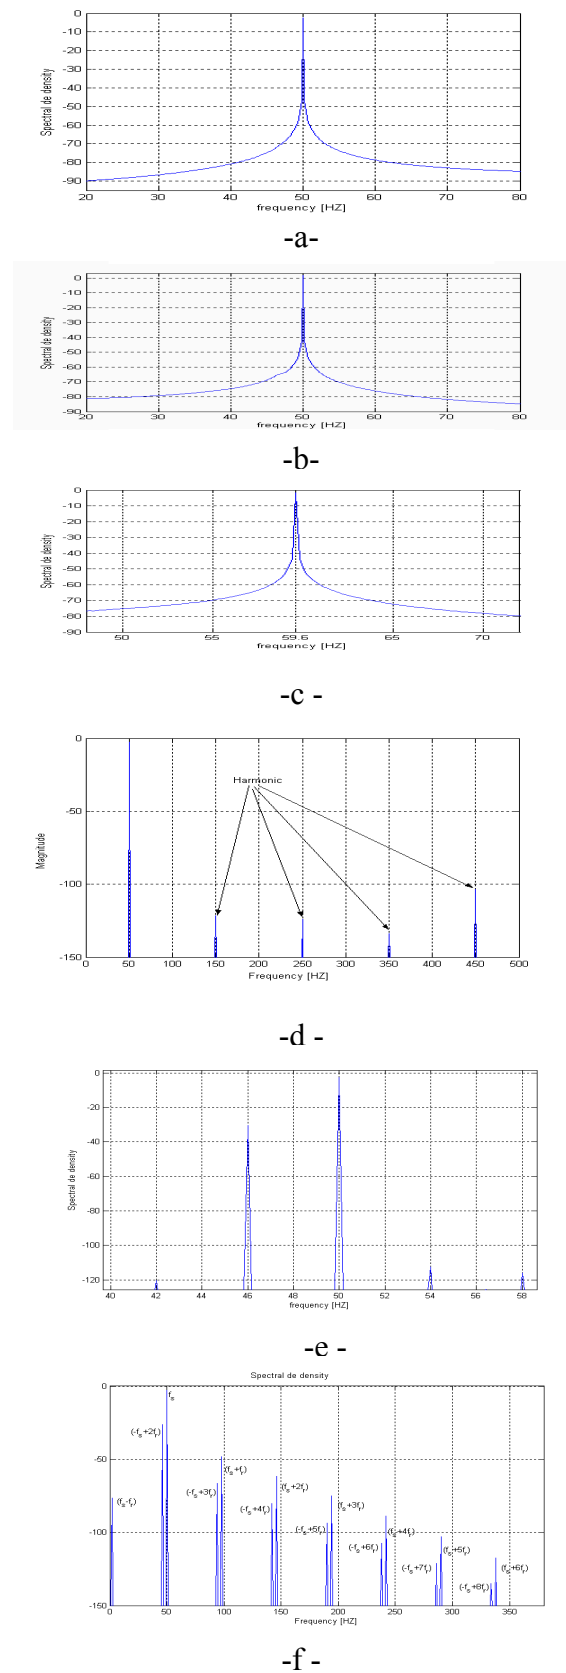 0
-10
-20
-30
-40
-50
-60
-70
-80
-90
Spectral de density
20 30 40 50 60 70 80
frequency [HZ]
-a-
0
-10
-20
-30
-40
-50
-60
-70
-80
-90
Spectral de density
20 30 40 50 60 70 80
frequency [HZ]
-b-
0
-10
-20
-30
-40
-50
-60
-70
-80
-90
Spectral de density
50 55 59.6 65 70
frequency [HZ]
-c -
0
-50
-100
-150
Magnitude
Harmonic
0 50 100 150 200 250 300 350 400 450 500
Frequency [HZ]
-d -
0
-20
-40
-60
-80
-100
-120
Spectral de density
40 42 44 46 48 50 52 54 56 58
frequency [HZ]
-e -
Spectral de density
0
-50
-100
-150
fs
(-fs+2fr)
(fs-fr)
(-fs+3fr)
(fs+fr)
(-fs+4fr)
(fs+2fr)
(-fs+5fr)
(fs+3fr)
(-fs+6fr)
(fs+4fr)
(-fs+7fr)
(fs+5fr)
(-fs+8fr)
(fs+6fr)
0 50 100 150 200 250 300 350
Frequency [HZ]
-f -